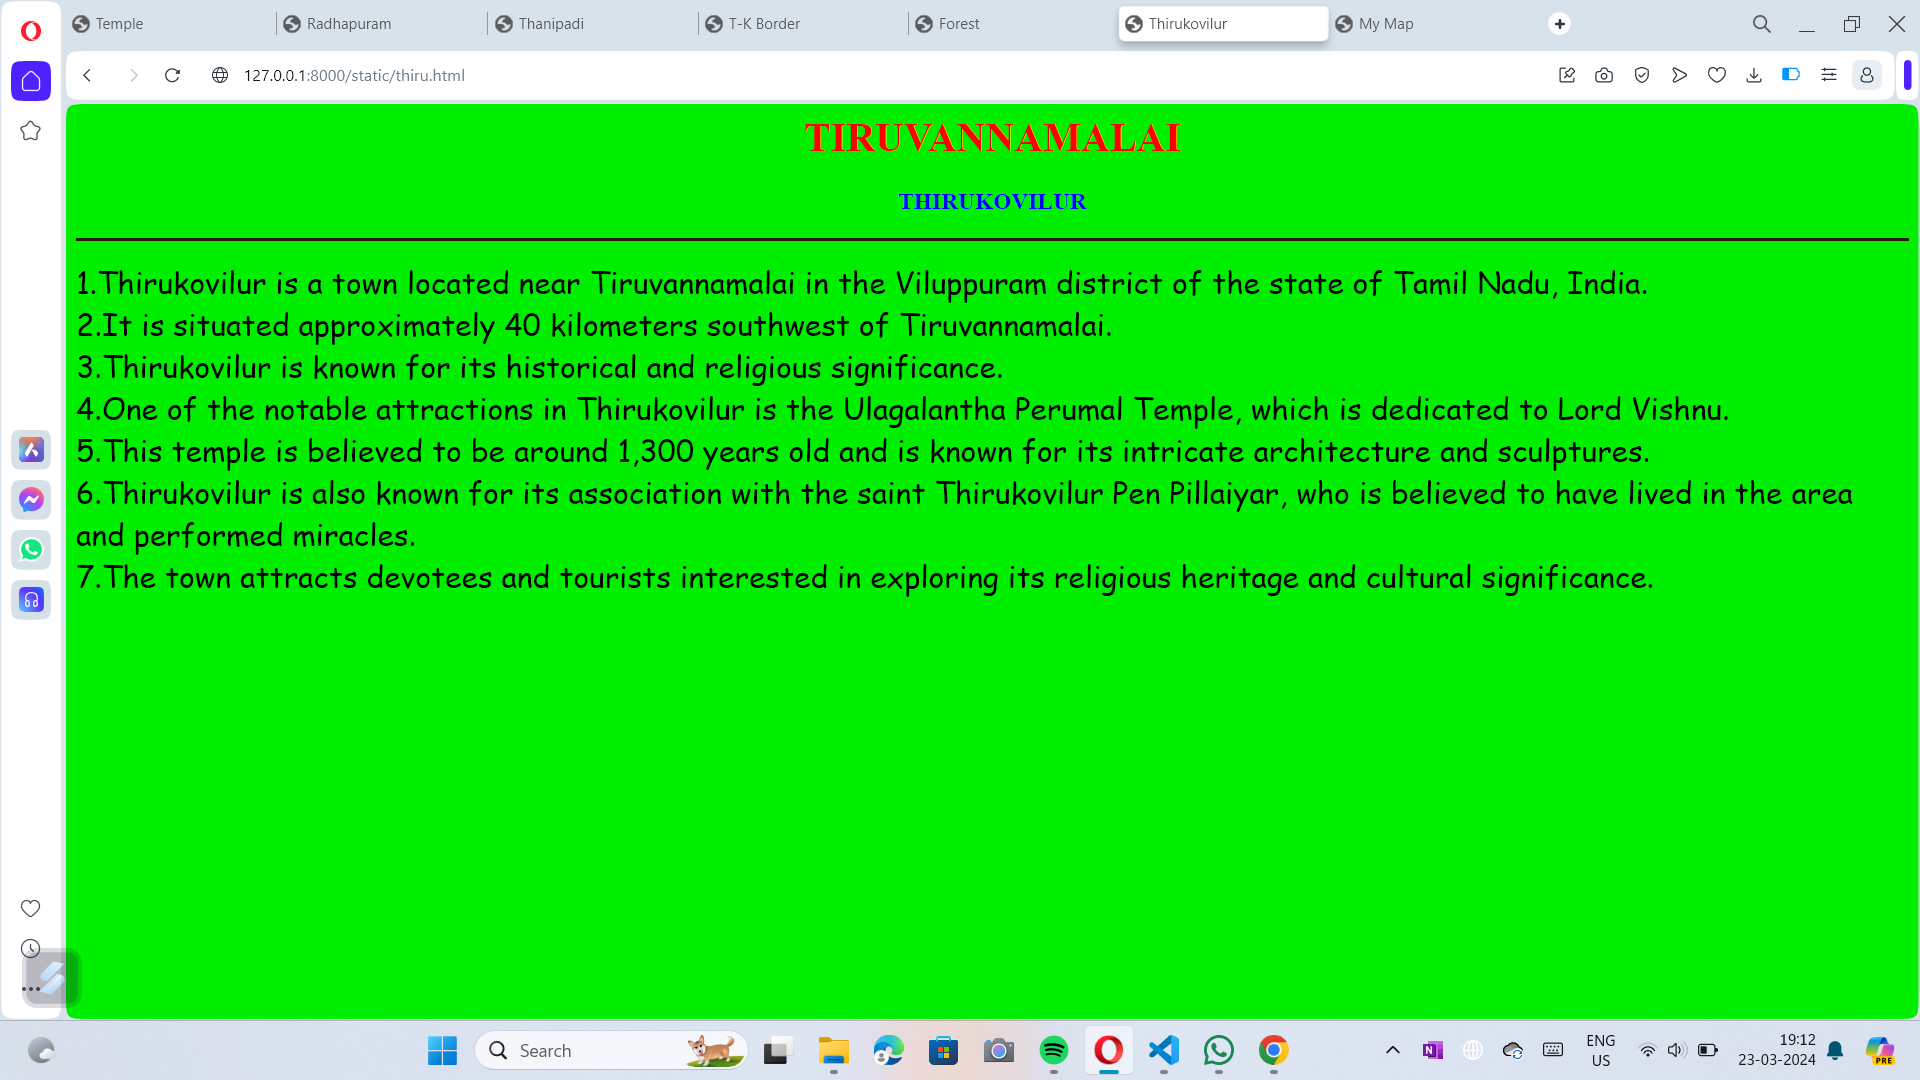 Temple
Radhapuram
Thanipadi
T-K Border
Forest
Thirukovilur
My Map
127.0.0.1:8000/static/thiru.html
TIRUVANNAMALAI
THIRUKOVILUR
1.Thirukovilur is a town located near Tiruvannamalai in the Viluppuram district of the state of Tamil Nadu, India.
2.It is situated approximately 40 kilometers southwest of Tiruvannamalai.
3.Thirukovilur is known for its historical and religious significance.
4.One of the notable attractions in Thirukovilur is the Ulagalantha Perumal Temple, which is dedicated to Lord Vishnu.
5.This temple is believed to be around 1,300 years old and is known for its intricate architecture and sculptures.
6.Thirukovilur is also known for its association with the saint Thirukovilur Pen Pillaiyar, who is believed to have lived in the area
and performed miracles.
7.The town attracts devotees and tourists interested in exploring its religious heritage and cultural significance.
Search
ENG
US
19:12
23-03-2024
PRE